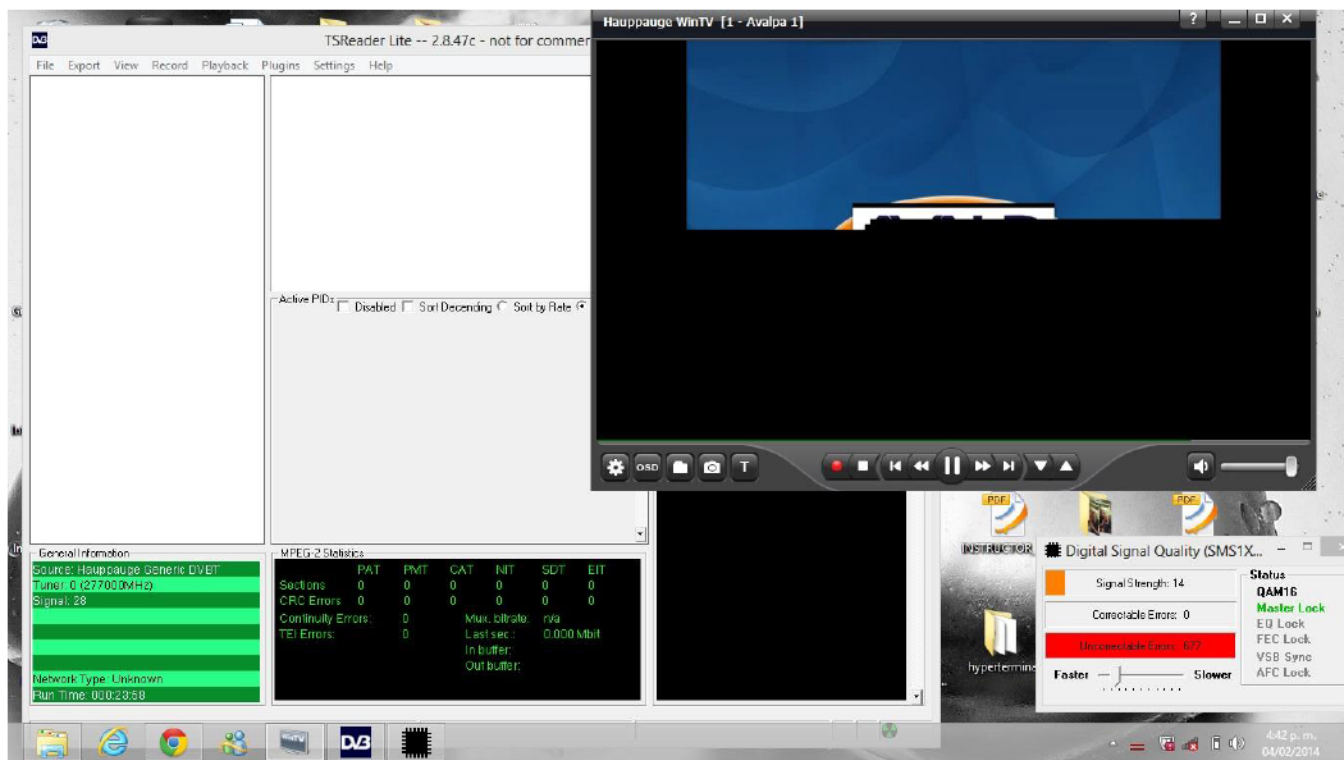 Hauppauge WinTV [1 - Avalpa 1]
?
TSReader Lite -- 2.8.47c - not for commer
File Export View Record Playback Plugins Settings Help
Active PIDs
Disabled Sort Decending Sort by Rate
OSD
T
General Information
Source: Hauppauge Generic DVBT
Tuner: 0 (277000MHz)
Signal: 28
Network Type: Unknown
Run Time: 000:23:58
MPEG-2 Statistics
PAT PMT CAT NIT SDT EIT
Sections 0 0 0 0 0 0
CRC Errors 0 0 0 0 0 0
Continuity Errors: 0 Mux. bitrate: n/a
TEI Errors: 0 Last sec.: 0.000 Mbit
In buffer:
Out buffer:
PDF
PDF
INSTRUCTOR
hypertermina
Digital Signal Quality (SMS1X...
Signal Strength: 14
Correctable Errors: 0
Uncorrectable Errors: 677
Faster Slower
Status
QAM16
Master Lock
EQ Lock
FEC Lock
VSB Sync
AFC Lock
WinTV
DVB
4:42 p. m.
04/02/2014